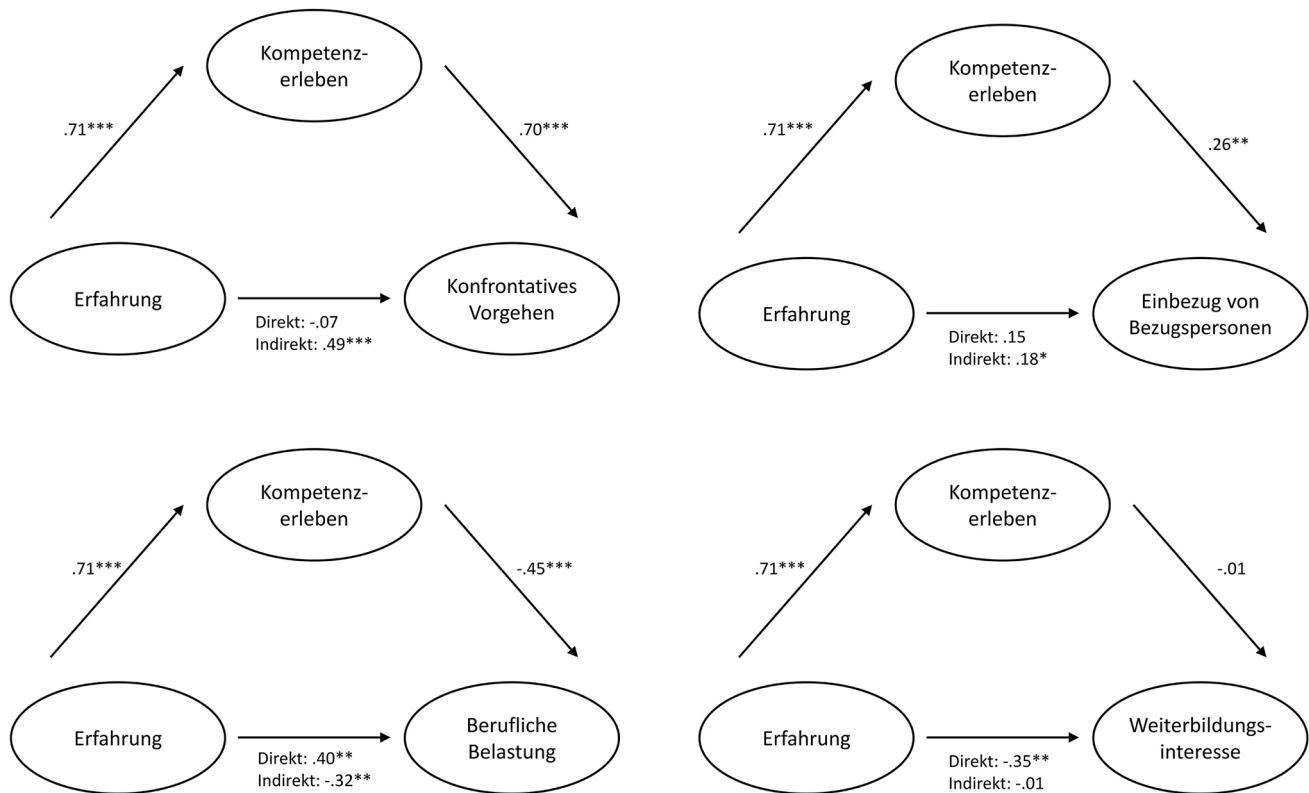 Kompetenz-
erleben
.71***
.70***
Erfahrung
Konfrontatives
Vorgehen
Direkt: -.07
Indirekt: .49***
Kompetenz-
erleben
.71***
.26**
Erfahrung
Einbezug von
Bezugspersonen
Direkt: .15
Indirekt: .18*
Kompetenz-
erleben
.71***
-.45***
Erfahrung
Berufliche
Belastung
Direkt: .40**
Indirekt: -.32**
Kompetenz-
erleben
.71***
-.01
Erfahrung
Weiterbildungs-
interesse
Direkt: -.35**
Indirekt: -.01